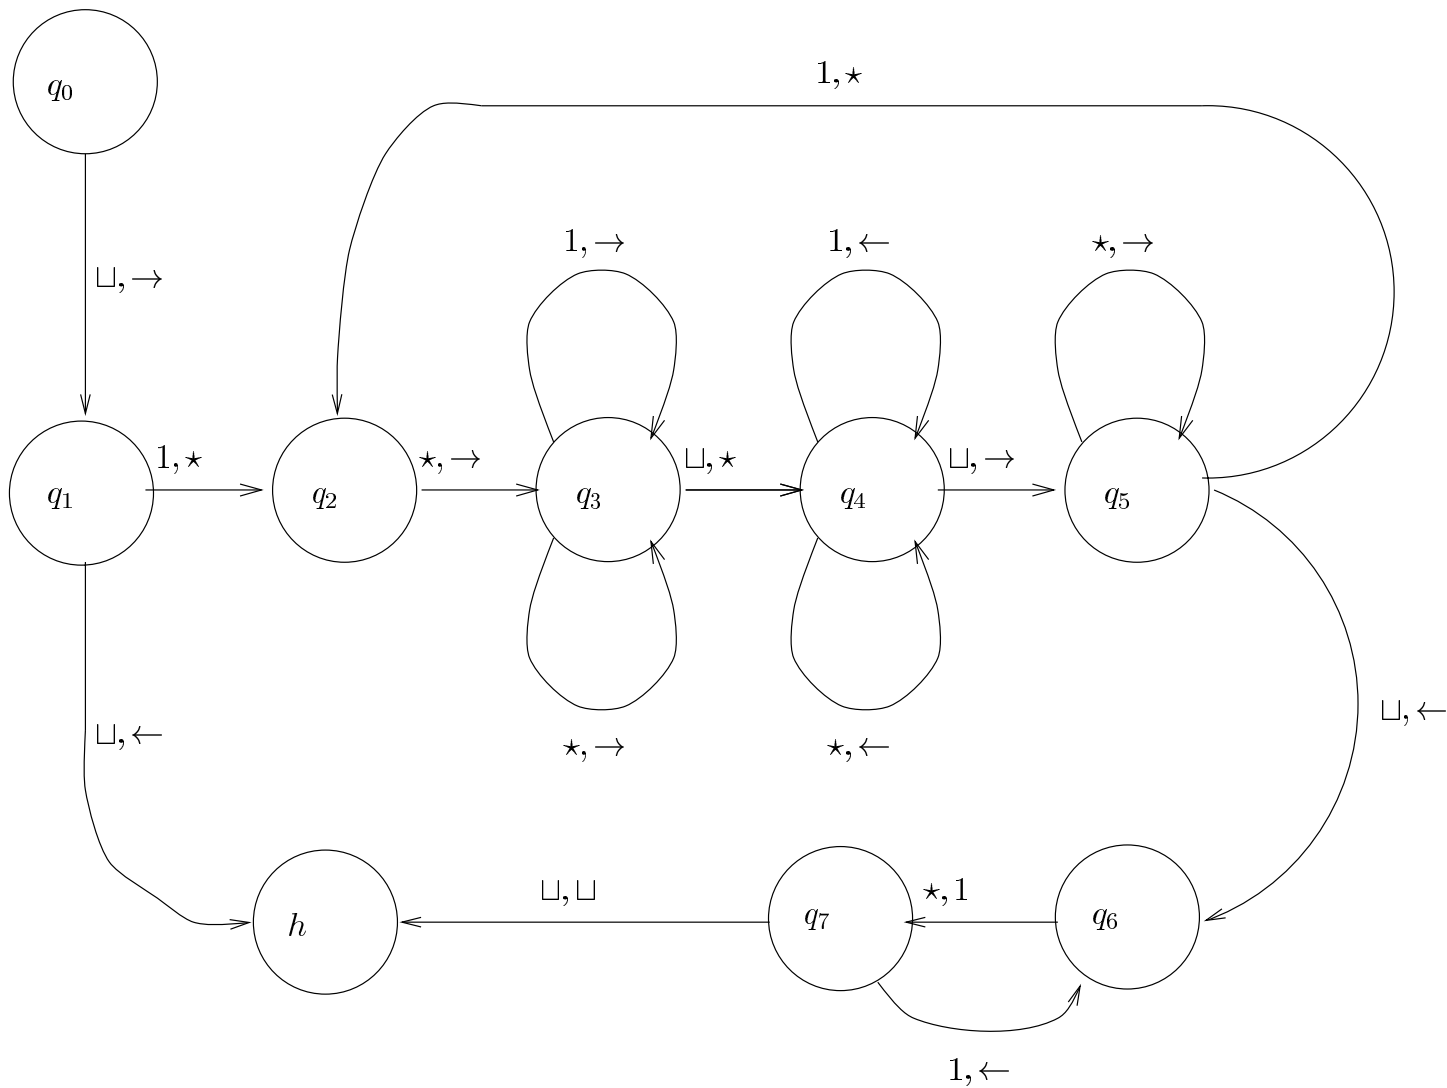 q₀
1, ⋆
1, →
1, ←
⋆, →
⊔, →
1, ⋆
⋆, →
⊔, ⋆
⊔, →
q₁
q₂
q₃
q₄
q₅
⊔, ←
⋆, →
⋆, ←
⊔, ←
h
⊔, ⊔
q₇
⋆, 1
q₆
1, ←